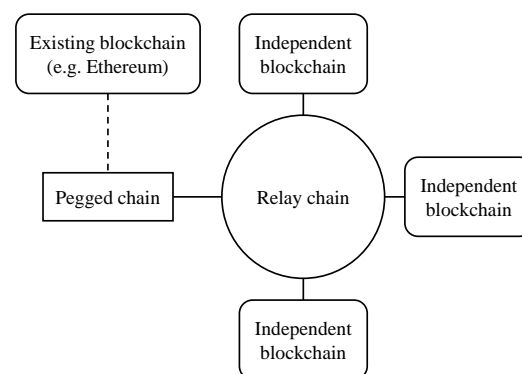 Existing blockchain
(e.g. Ethereum)
Independent
blockchain
Pegged chain
Relay chain
Independent
blockchain
Independent
blockchain